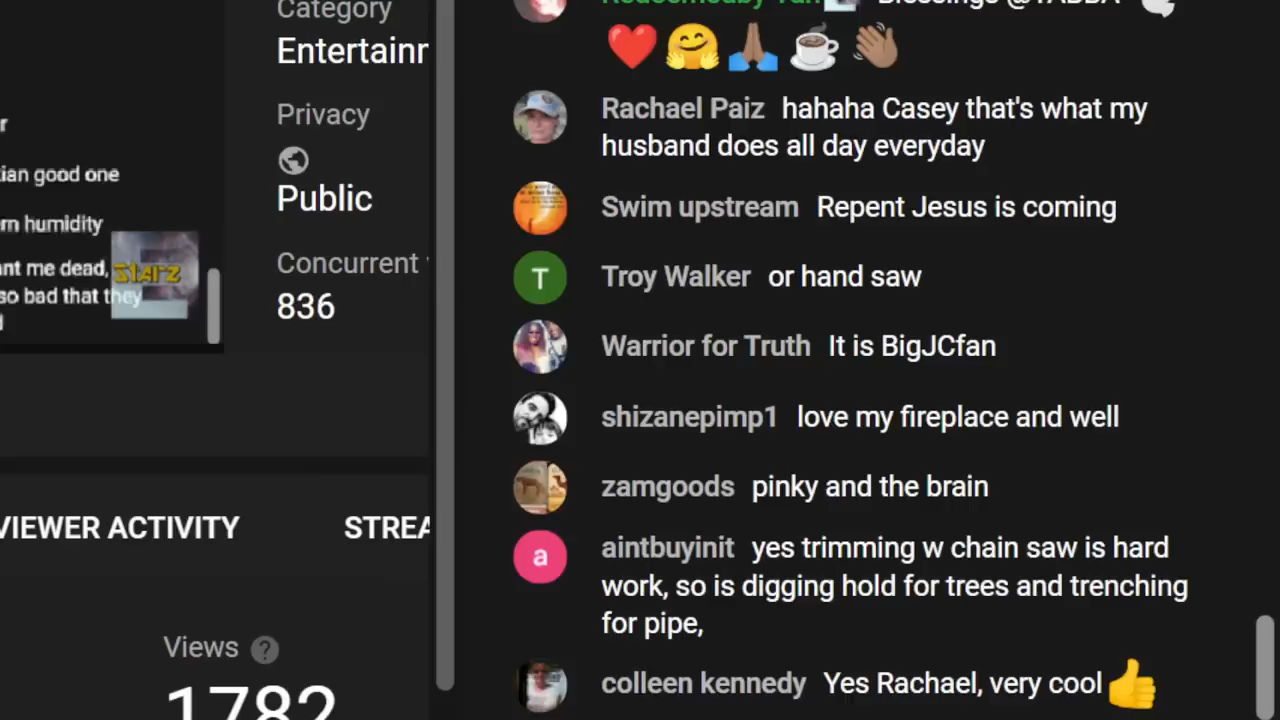 Category
Entertainr
Privacy
Public
Concurrent
836
ian good one
rn humidity
ant me dead,
so bad that they
STARZ
VIEWER ACTIVITY
STREA
Views ?
1782
Blessings @YABBA
Rachael Paiz hahaha Casey that's what my
husband does all day everyday
Swim upstream Repent Jesus is coming
T
Troy Walker or hand saw
Warrior for Truth It is BigJCfan
shizanepimp1 love my fireplace and well
zamgoods pinky and the brain
a
aintbuyinit yes trimming w chain saw is hard
work, so is digging hold for trees and trenching
for pipe,
colleen kennedy Yes Rachael, very cool 👍